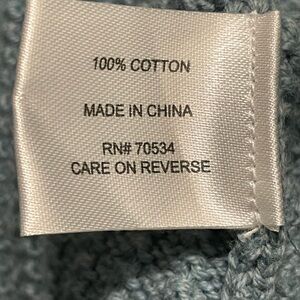 100% COTTON
MADE IN CHINA
RN# 70534
CARE ON REVERSE